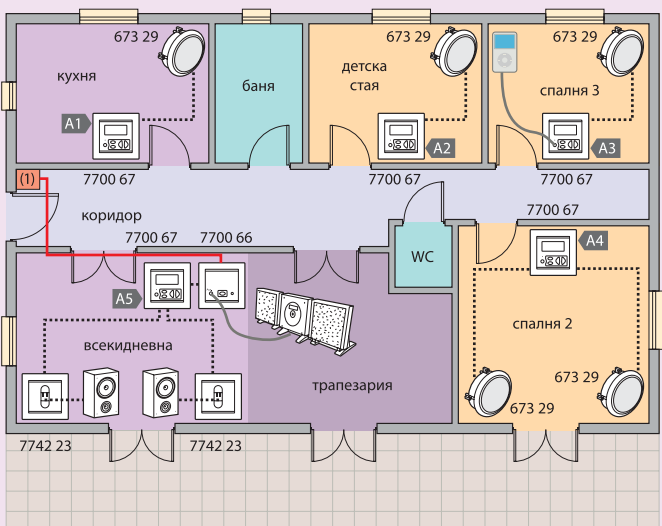 673 29
673 29
673 29
кухня
баня
детска
стая
спалня 3
A1
A2
A3
(1)
7700 67
7700 67
7700 67
7700 67
коридор
7700 67
7700 66
A4
WC
A5
спалня 2
всекидневна
трапезария
673 29
673 29
7742 23
7742 23